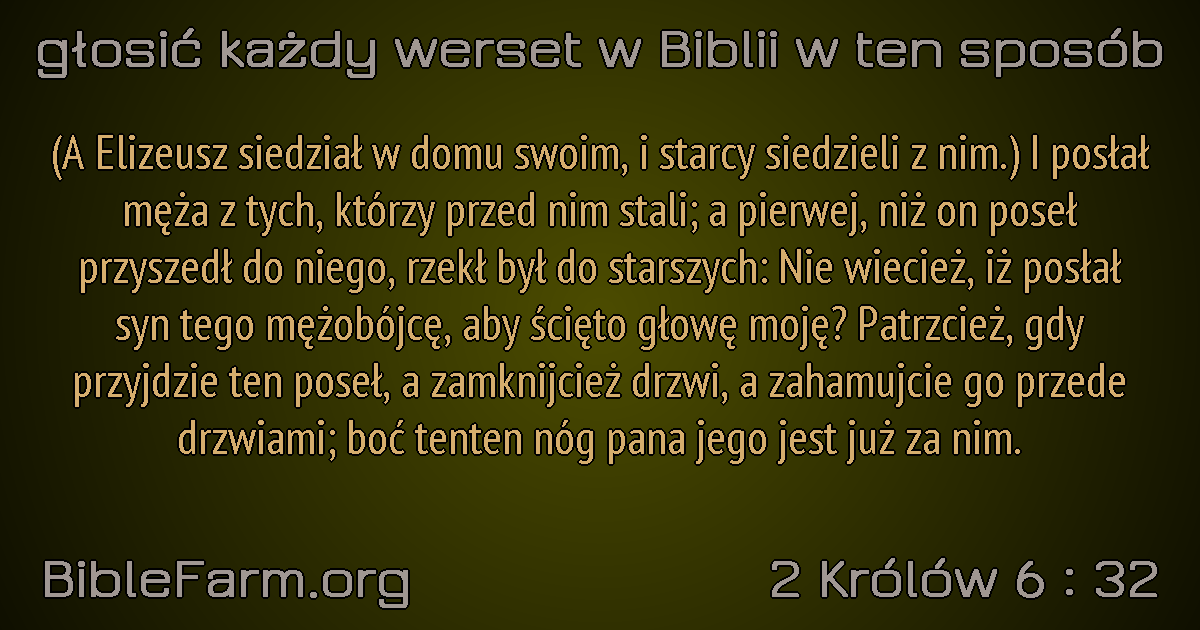 głosić każdy werset w Biblii w ten sposób
(A Elizeusz siedział w domu swoim, i starcy siedzieli z nim.) I posłał
męża z tych, którzy przed nim stali; a pierwej, niż on poseł
przyszedł do niego, rzekł był do starszych: Nie wiecież, iż posłał
syn tego mężobójcę, aby ścięto głowę moję? Patrzcież, gdy
przyjdzie ten poseł, a zamknijcież drzwi, a zahamujcie go przede
drzwiami; boć tenten nóg pana jego jest już za nim.
BibleFarm.org
2 Królów 6 : 32